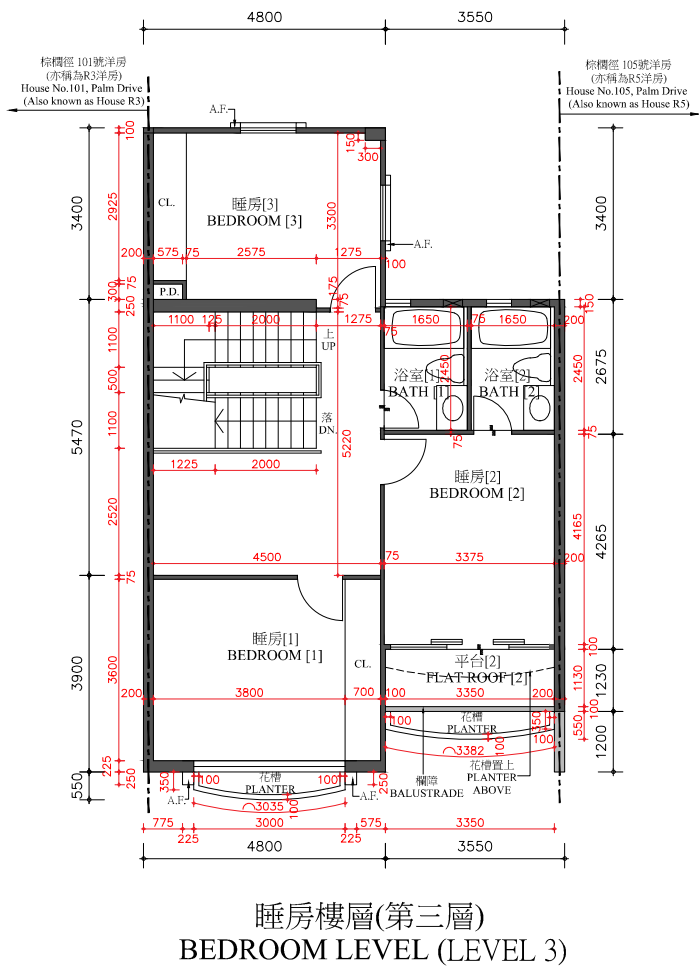 4800
3550
棕櫚徑 101號洋房
(亦稱為R3洋房)
House No.101, Palm Drive
(Also known as House R3)
棕櫚徑 105號洋房
(亦稱為R5洋房)
House No.105, Palm Drive
(Also known as House R5)
A.F.
100
150
300
CL.
睡房[3]
BEDROOM [3]
3300
2925
3400
3400
A.F.
200
575
75
2575
1275
100
75
300
250
P.D.
175
75
150
1100
125
2000
1275
75
1650
75
1650
200
上
UP
1100
500
1100
5470
浴室[1]
BATH [1]
浴室[2]
BATH [2]
2450
2450
2675
落
DN.
75
75
1225
2000
5220
睡房[2]
BEDROOM [2]
2520
4165
4265
4500
75
3375
200
75
睡房[1]
BEDROOM [1]
CL.
3600
3900
100
平台[2]
FLAT ROOF [2]
1130
1230
200
3800
700
100
3350
200
100
花槽
PLANTER
100
350
550
100
100
3382
1200
225
250
550
350
100
花槽
PLANTER
100
250
A.F.
A.F.
3035
100
欄障
BALUSTRADE
花槽置上
PLANTER
ABOVE
775
225
3000
225
575
3350
4800
3550
睡房樓層(第三層)
BEDROOM LEVEL (LEVEL 3)